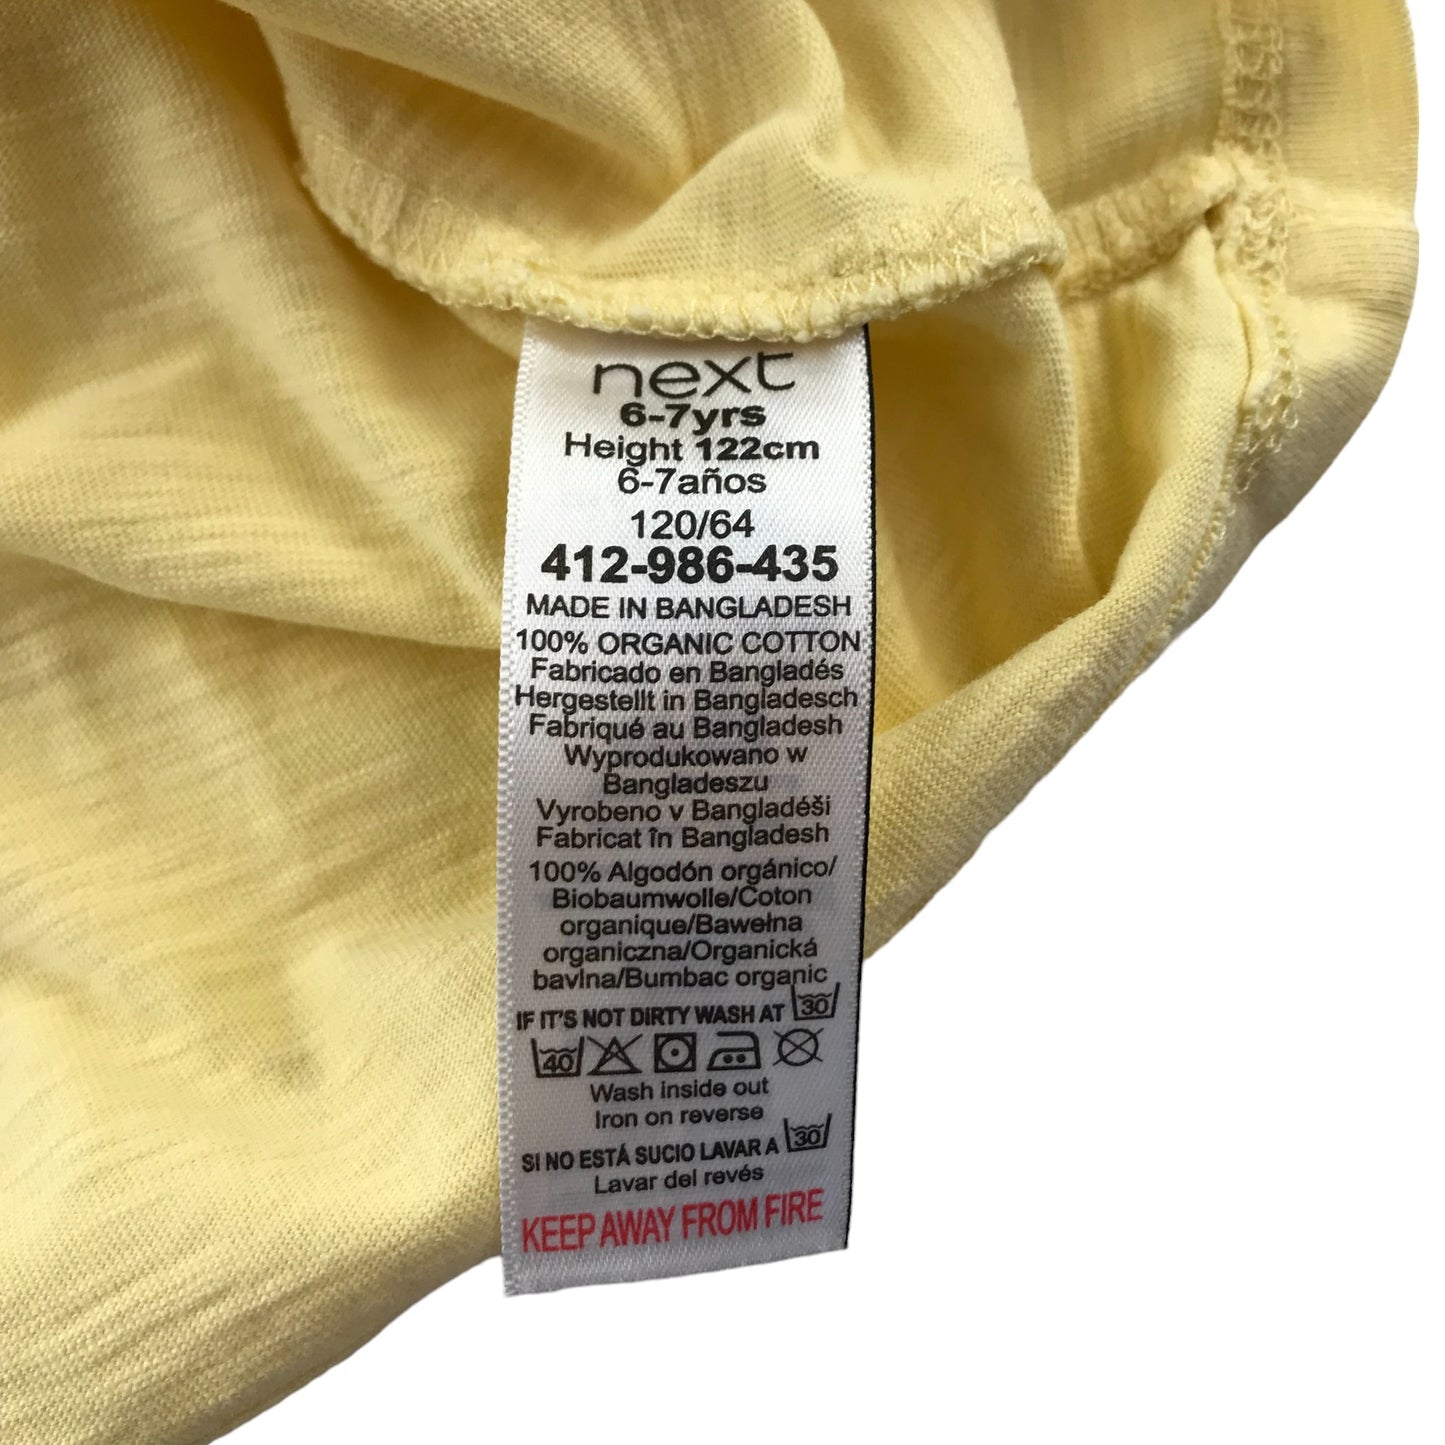 next
6-7yrs
Height 122cm
6-7años
120/64
412-986-435
MADE IN BANGLADESH
100% ORGANIC COTTON
Fabricado en Bangladés
Hergestellt in Bangladesch
Fabriqué au Bangladesh
Wyprodukowano w
Bangladeszu
Vyrobeno v Bangladéši
Fabricat în Bangladesh
100% Algodón orgánico/
Biobaumwolle/Coton
organique/Bawełna
organiczna/Organická
bavlna/Bumbac organic
IF IT'S NOT DIRTY WASH AT 30
40
Wash inside out
Iron on reverse
SI NO ESTÁ SUCIO LAVAR A 30
Lavar del revés
KEEP AWAY FROM FIRE